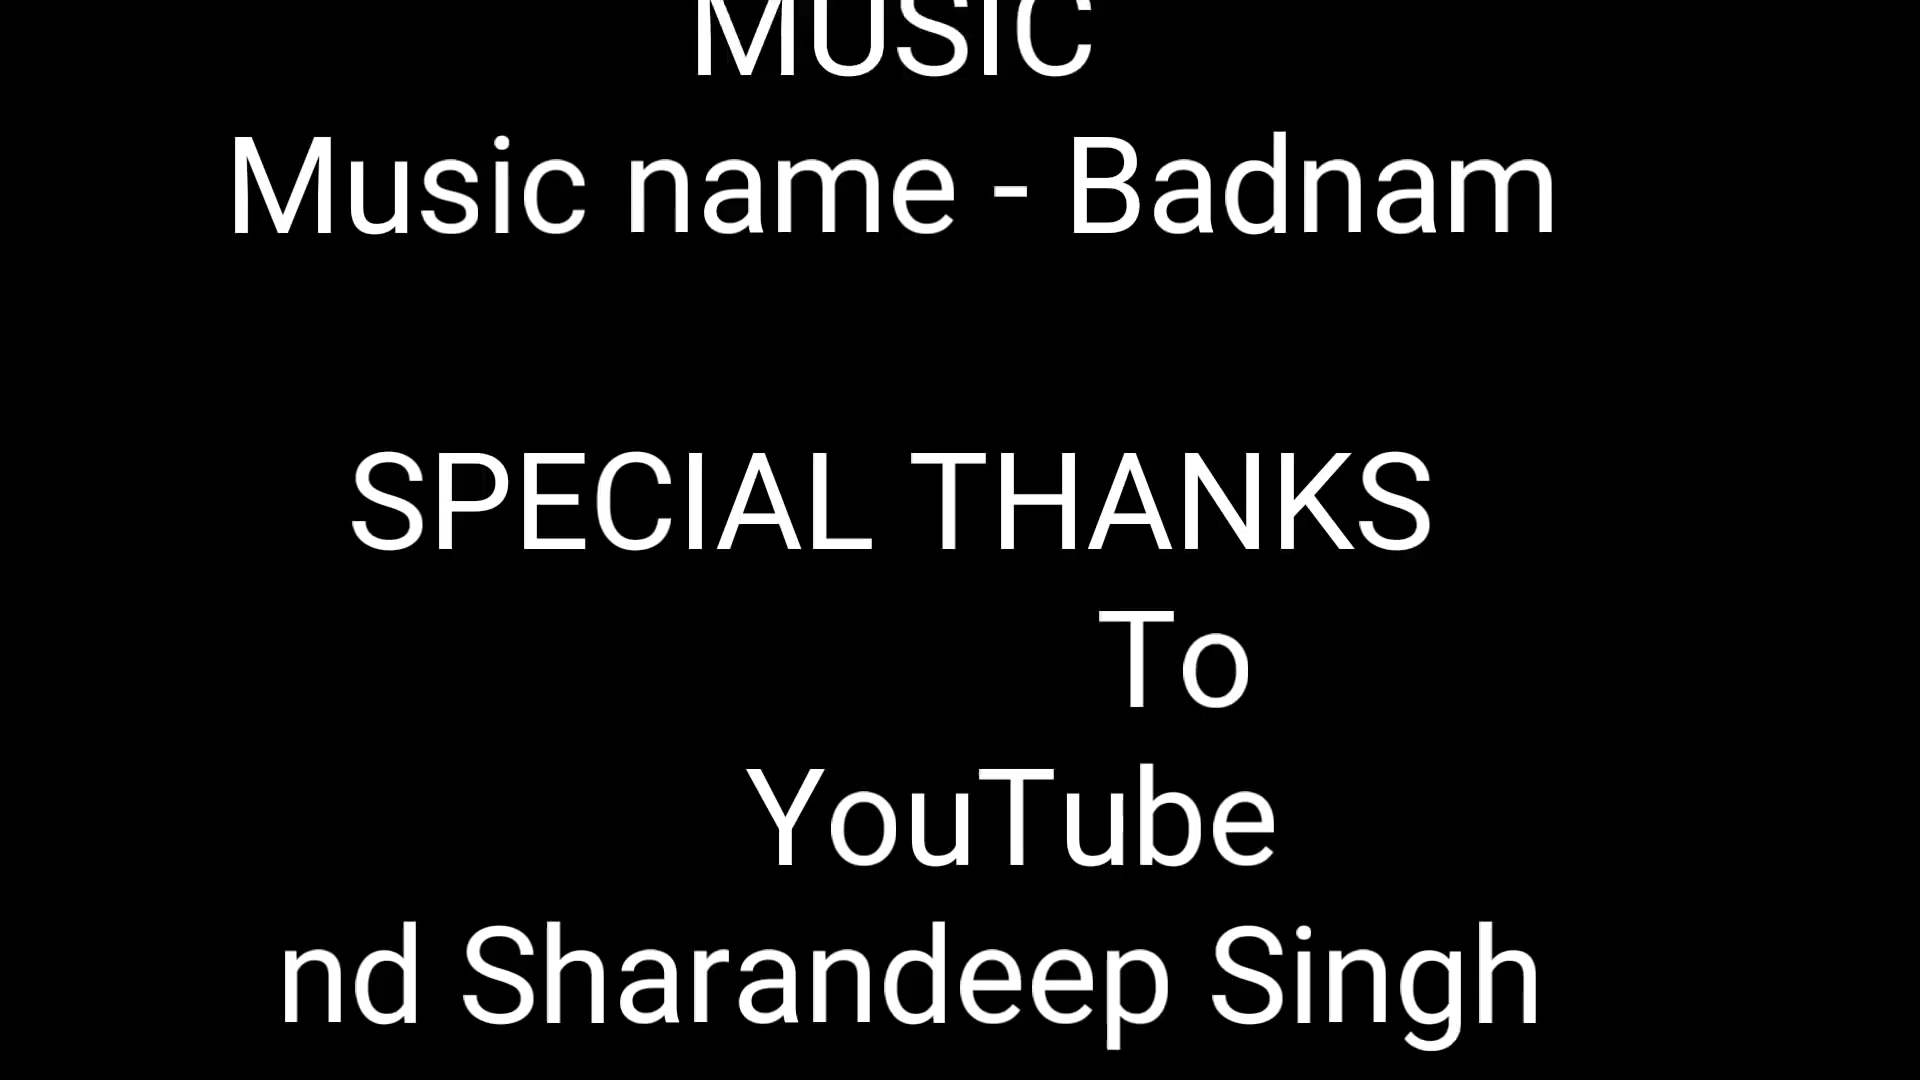 MUSIC
Music name - Badnam
SPECIAL THANKS
To
YouTube
nd Sharandeep Singh